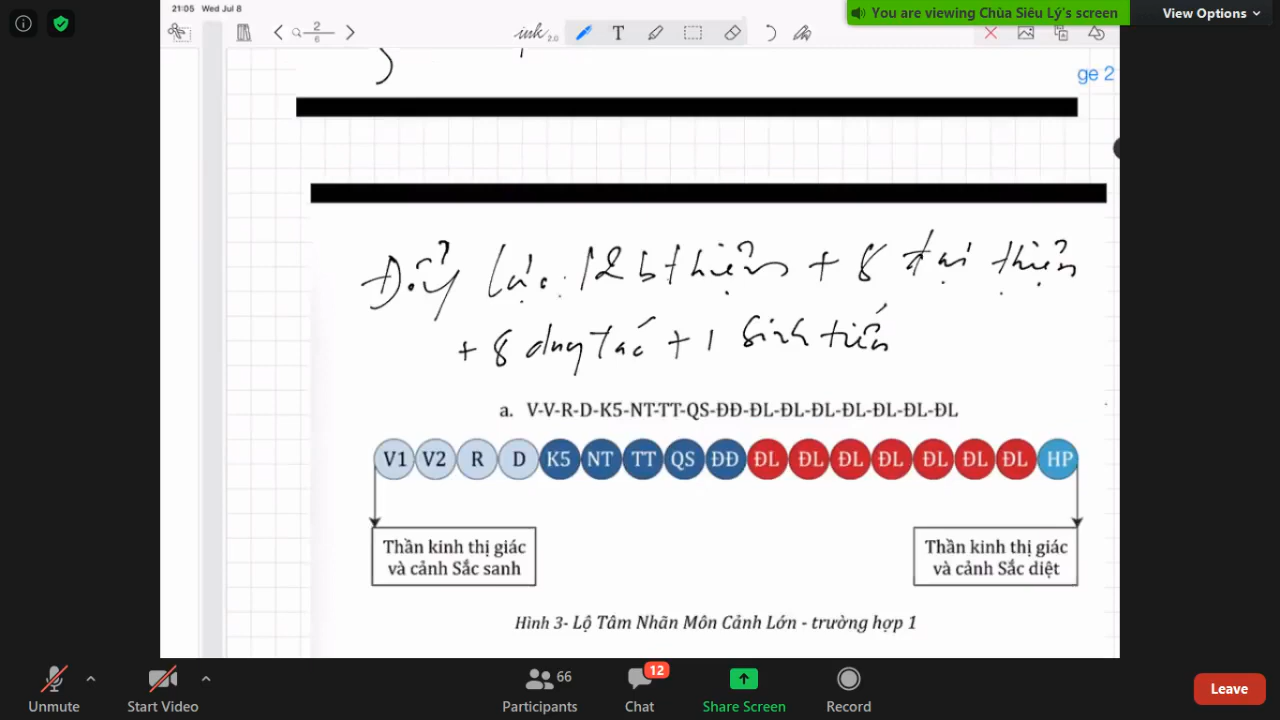 21:05 Wed Jul 8
You are viewing Chùa Siêu Lý's screen
View Options
2
6
ink 2.0
T
ge 2
Đổng lực: 12 bthiện + 8 đại thiện
+ 8 duy tác + 1 Sinh tiếu
a. V-V-R-D-K5-NT-TT-QS-ĐĐ-ĐL-ĐL-ĐL-ĐL-ĐL-ĐL-ĐL
V1 V2 R D K5 NT TT QS ĐĐ ĐL ĐL ĐL ĐL ĐL ĐL ĐL HP
Thần kinh thị giác
và cảnh Sắc sanh
Thần kinh thị giác
và cảnh Sắc diệt
Hình 3- Lộ Tâm Nhãn Môn Cảnh Lớn - trường hợp 1
66
12
Unmute
Start Video
Participants
Chat
Share Screen
Record
Leave